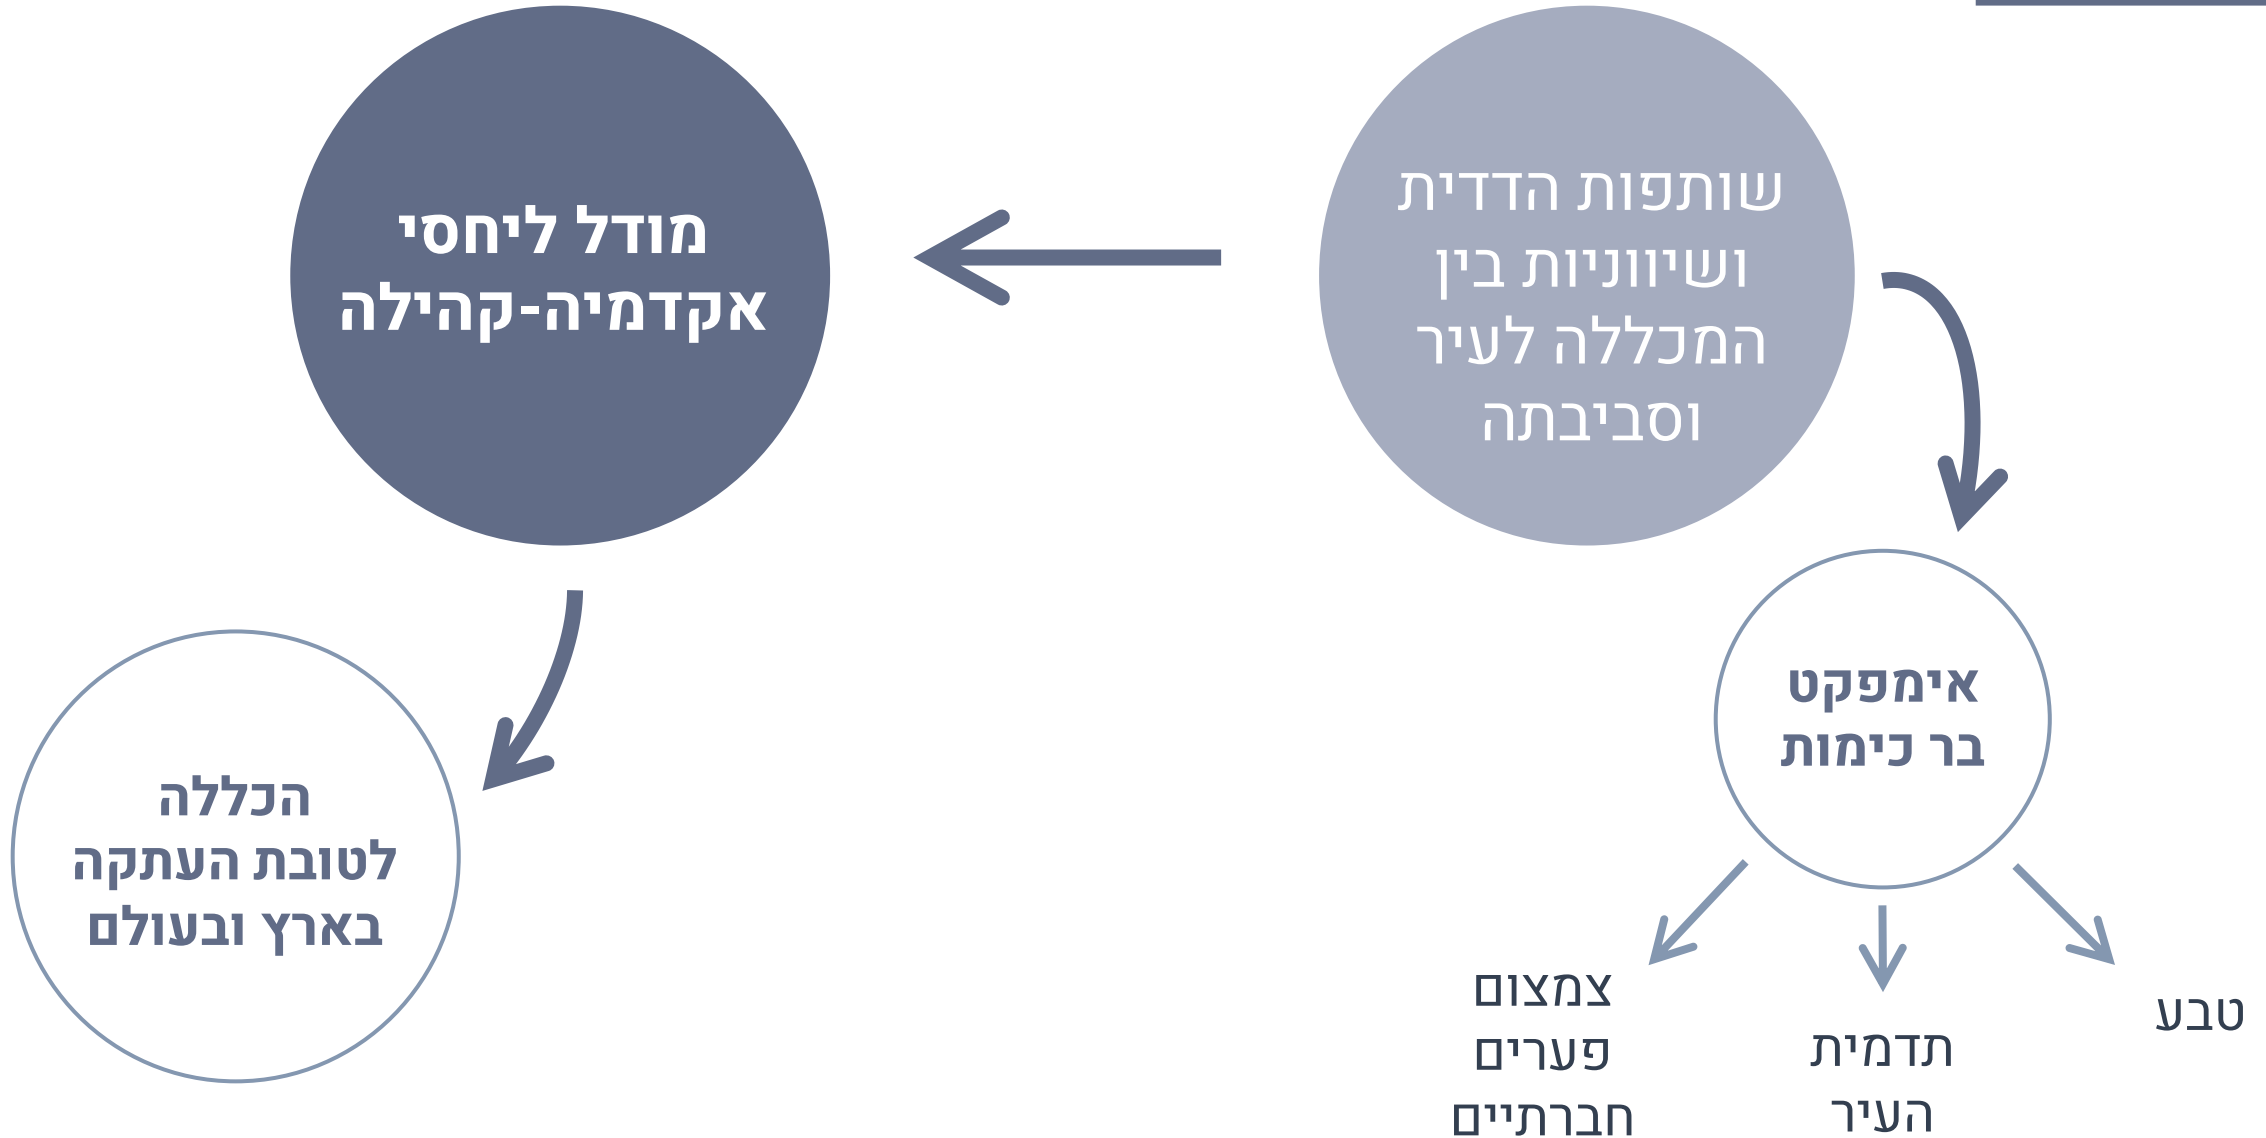 שותפות הדדית
ושיווניות בין
המכללה לעיר
וסביבתה
מודל ליחסי
אקדמיה-קהילה
אימפקט
בר כימות
טבע
תדמית
העיר
צמצום
פערים
חברתיים
הכללה
לטובת העתקה
בארץ ובעולם